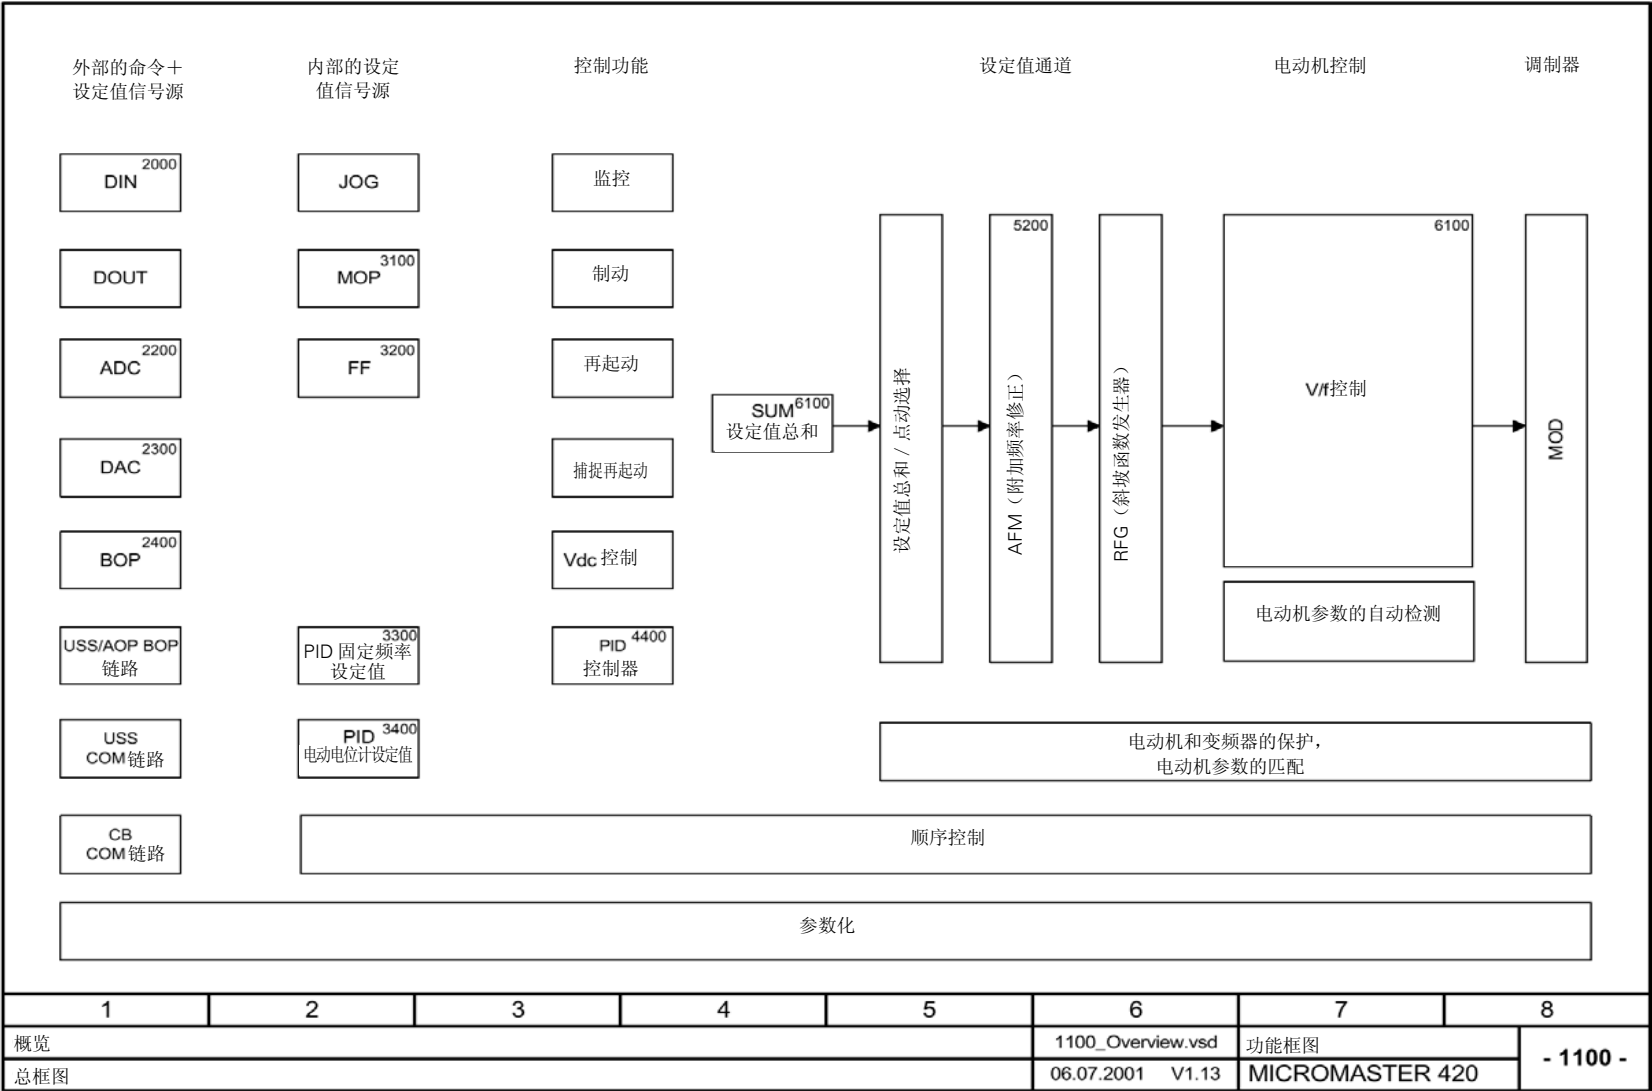 外部的命令＋
设定值信号源
内部的设定
值信号源
控制功能
设定值通道
电动机控制
调制器
DIN 2000
JOG
监控
DOUT
MOP 3100
制动
ADC 2200
FF 3200
再起动
DAC 2300
捕捉再起动
BOP 2400
Vdc 控制
USS/AOP BOP
链路
3300
PID 固定频率
设定值
PID 4400
控制器
USS
COM 链路
PID 3400
电动电位计设定值
CB
COM 链路
SUM 6100
设定值总和
设定值总和 / 点动选择
5200
AFM（附加频率修正）
RFG（斜坡函数发生器）
6100
V/f控制
电动机参数的自动检测
MOD
电动机和变频器的保护，
电动机参数的匹配
顺序控制
参数化
1 2 3 4 5 6 7 8
概览
1100_Overview.vsd
功能框图
- 1100 -
总框图
06.07.2001 V1.13
MICROMASTER 420